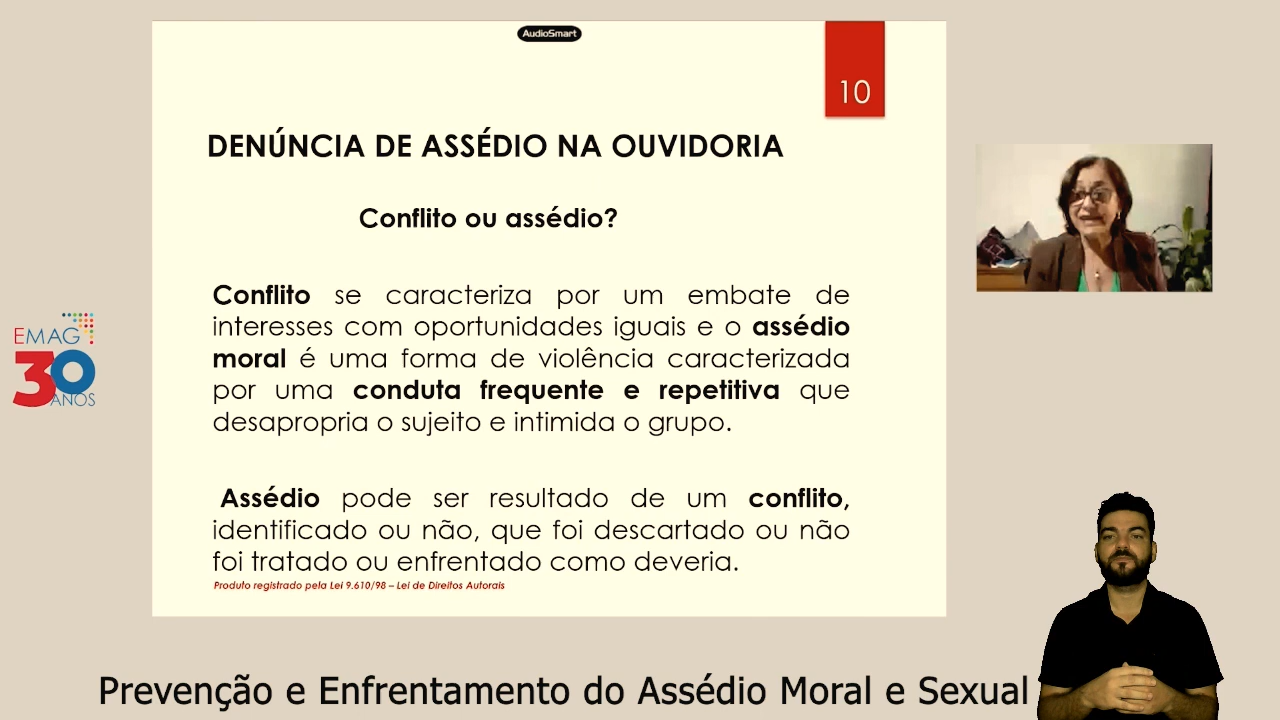 AudioSmart
10
DENÚNCIA DE ASSÉDIO NA OUVIDORIA
Conflito ou assédio?
Conflito se caracteriza por um embate de
interesses com oportunidades iguais e o assédio
moral é uma forma de violência caracterizada
por uma conduta frequente e repetitiva que
desapropria o sujeito e intimida o grupo.
Assédio pode ser resultado de um conflito,
identificado ou não, que foi descartado ou não
foi tratado ou enfrentado como deveria.
Produto registrado pela Lei 9.610/98 – Lei de Direitos Autorais
EMAG
30
ANOS
Prevenção e Enfrentamento do Assédio Moral e Sexual